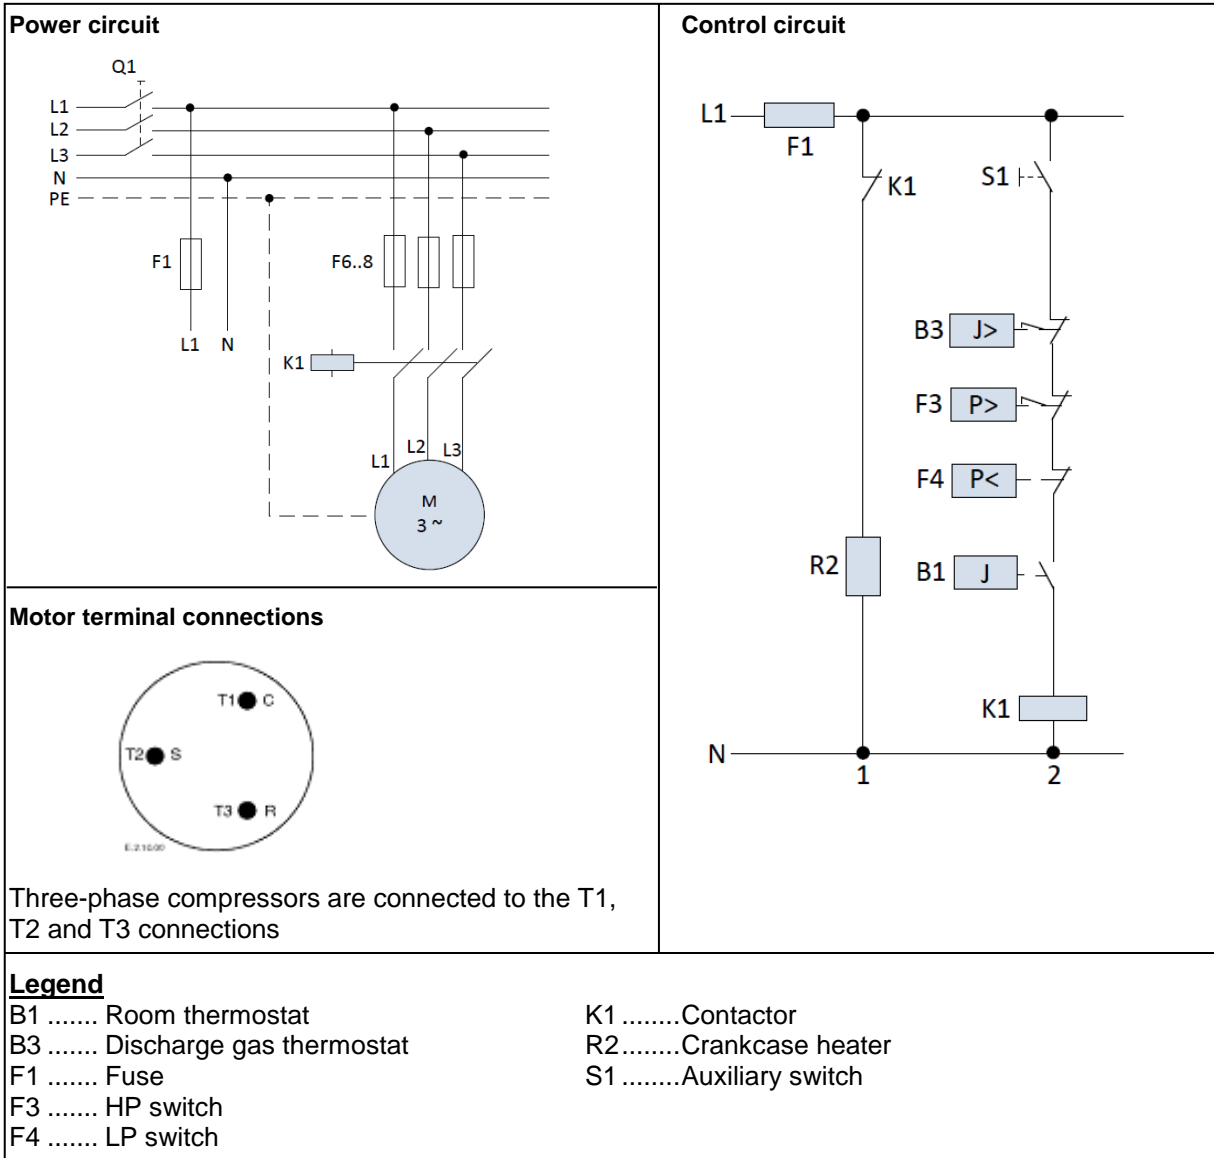 Power circuit
Q1
L1
L2
L3
N
PE
F1
F6..8
L1 N
K1
L1 L2 L3
M
3 ~
Motor terminal connections
T1 C
T2 S
T3 R
Three-phase compressors are connected to the T1,
T2 and T3 connections
Control circuit
L1
F1
K1
S1
B3 J>
F3 P>
F4 P<
R2
B1 J
K1
N
1 2
Legend
B1 ....... Room thermostat
B3 ....... Discharge gas thermostat
F1 ....... Fuse
F3 ....... HP switch
F4 ....... LP switch
K1 ........Contactor
R2........Crankcase heater
S1 ........Auxiliary switch